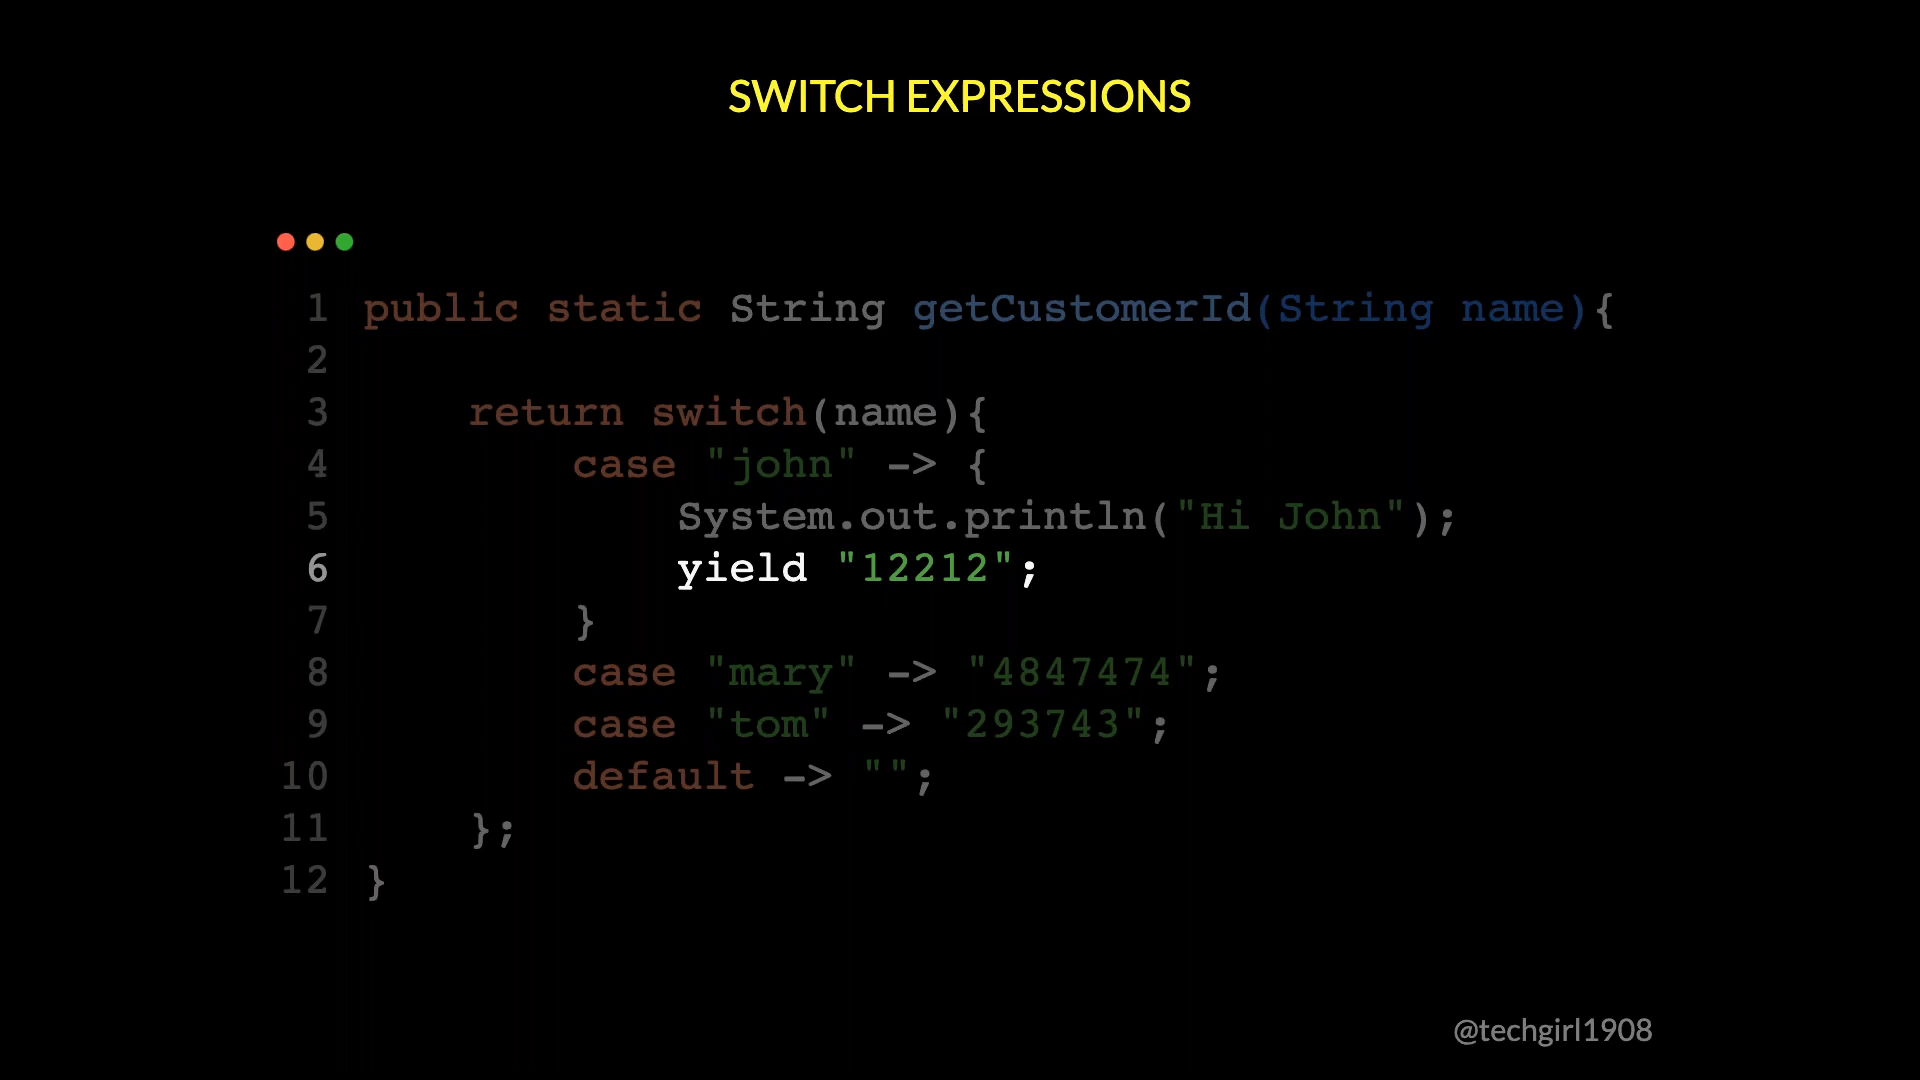 SWITCH EXPRESSIONS
1 public static String getCustomerId(String name){
2
3     return switch(name){
4         case "john" -> {
5             System.out.println("Hi John");
6             yield "12212";
7         }
8         case "mary" -> "4847474";
9         case "tom" -> "293743";
10         default -> "";
11     };
12 }
@techgirl1908